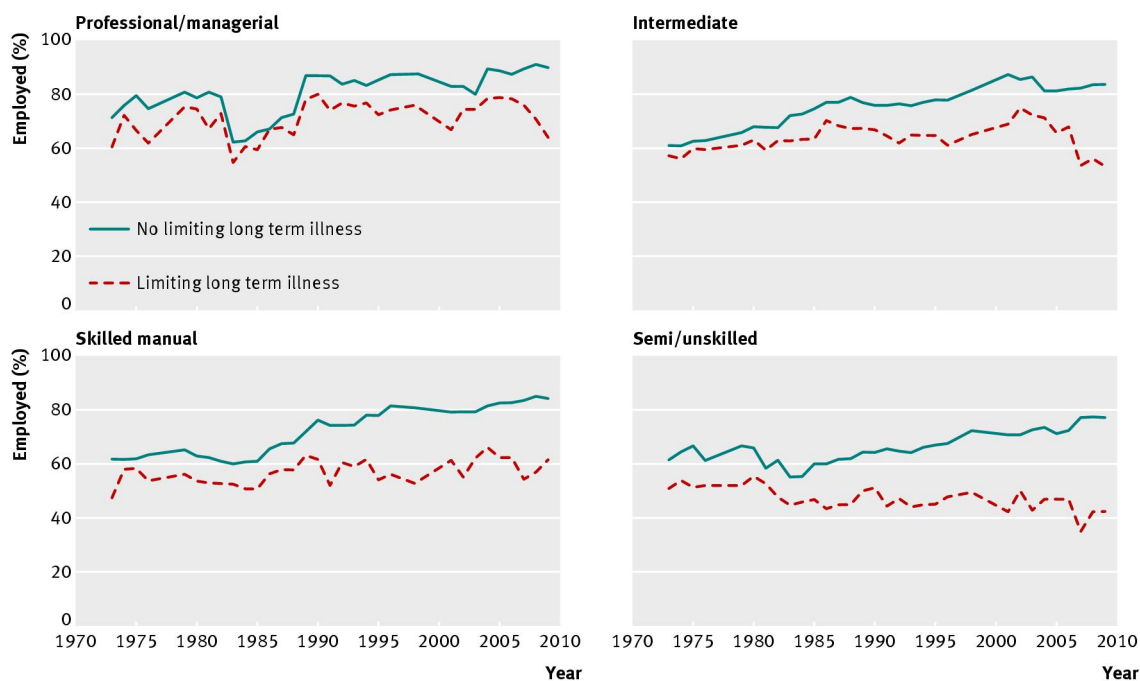 Professional/managerial
Intermediate
Employed (%)
100
80
60
40
20
0
No limiting long term illness
Limiting long term illness
Skilled manual
Semi/unskilled
Employed (%)
100
80
60
40
20
0
1970 1975 1980 1985 1990 1995 2000 2005 2010
1970 1975 1980 1985 1990 1995 2000 2005 2010
Year
Year